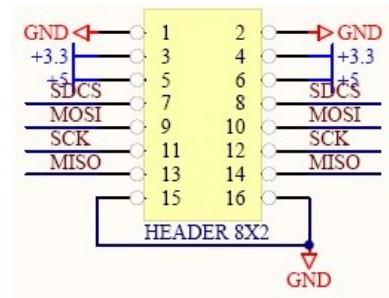 GND 1 2 GND
+3.3 3 4 +3.3
+5 5 6 +5
SDCS 7 8 SDCS
MOSI 9 10 MOSI
SCK 11 12 SCK
MISO 13 14 MISO
15 16
HEADER 8X2
GND